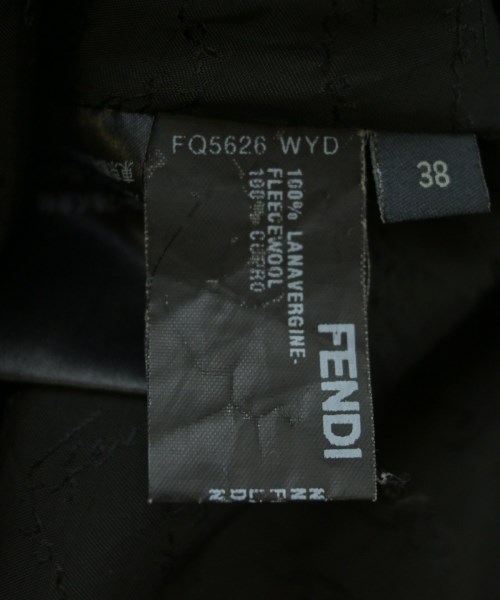 FQ5626 WYD
38
100% LANAVERGINE-
FLEECEWOOL
100% CUPRO
FENDI